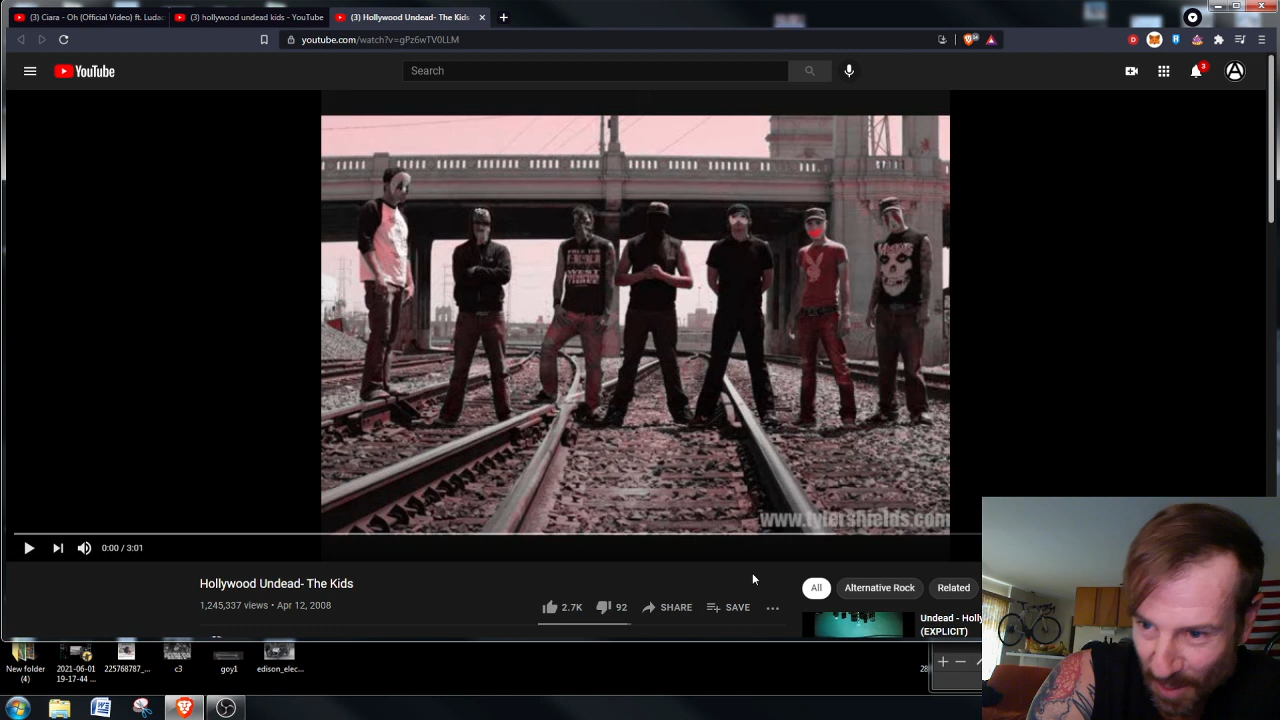 (3) Ciara - Oh (Official Video) ft. Ludac
(3) hollywood undead kids - YouTube
(3) Hollywood Undead- The Kids
youtube.com/watch?v=gPz6wTV0LLM
YouTube
Search
3
www.tylershields.com
0:00 / 3:01
Hollywood Undead- The Kids
1,245,337 views • Apr 12, 2008
2.7K
92
SHARE
SAVE
All
Alternative Rock
Related
Undead - Holly
(EXPLICIT)
New folder
(4)
2021-06-01
19-17-44 ...
225768787_...
c3
goy1
edison_elec...
28